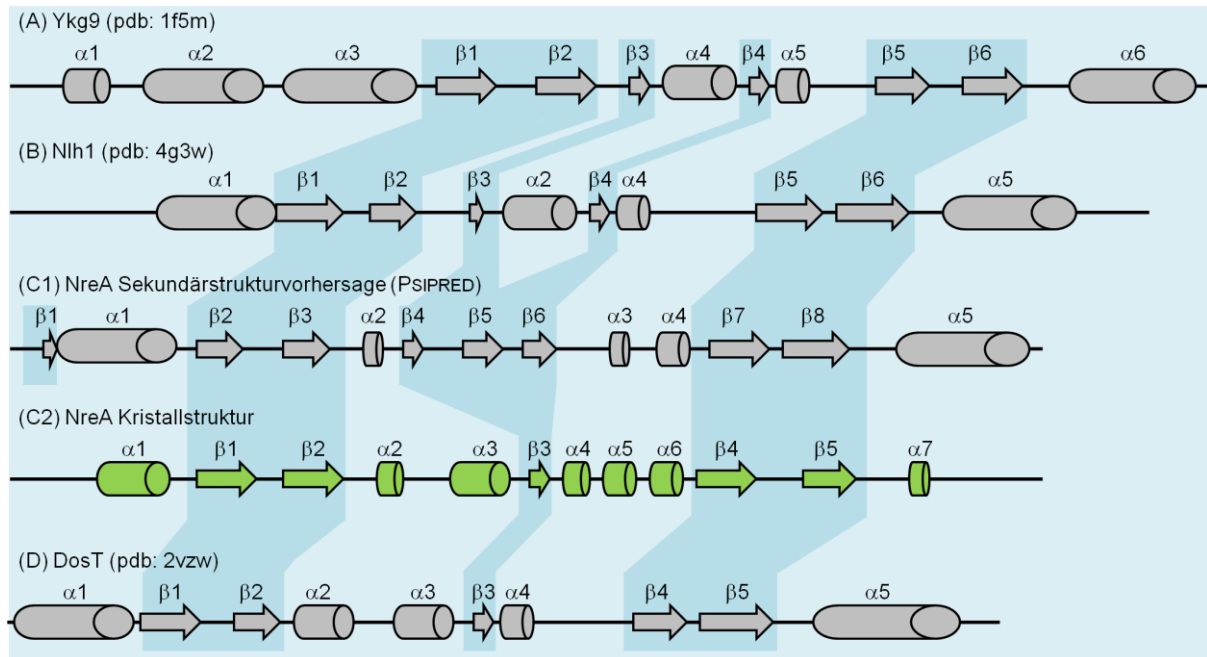 (A) Ykg9 (pdb: 1f5m)
α1 α2 α3 β1 β2 β3 α4 β4 α5 β5 β6 α6
(B) Nlh1 (pdb: 4g3w)
α1 β1 β2 β3 α2 β4 α4 β5 β6 α5
(C1) NreA Sekundärstrukturvorhersage (PSIPRED)
β1 α1 β2 β3 α2 β4 β5 β6 α3 α4 β7 β8 α5
(C2) NreA Kristallstruktur
α1 β1 β2 α2 α3 β3 α4 α5 α6 β4 β5 α7
(D) DosT (pdb: 2vzw)
α1 β1 β2 α2 α3 β3 α4 β4 β5 α5